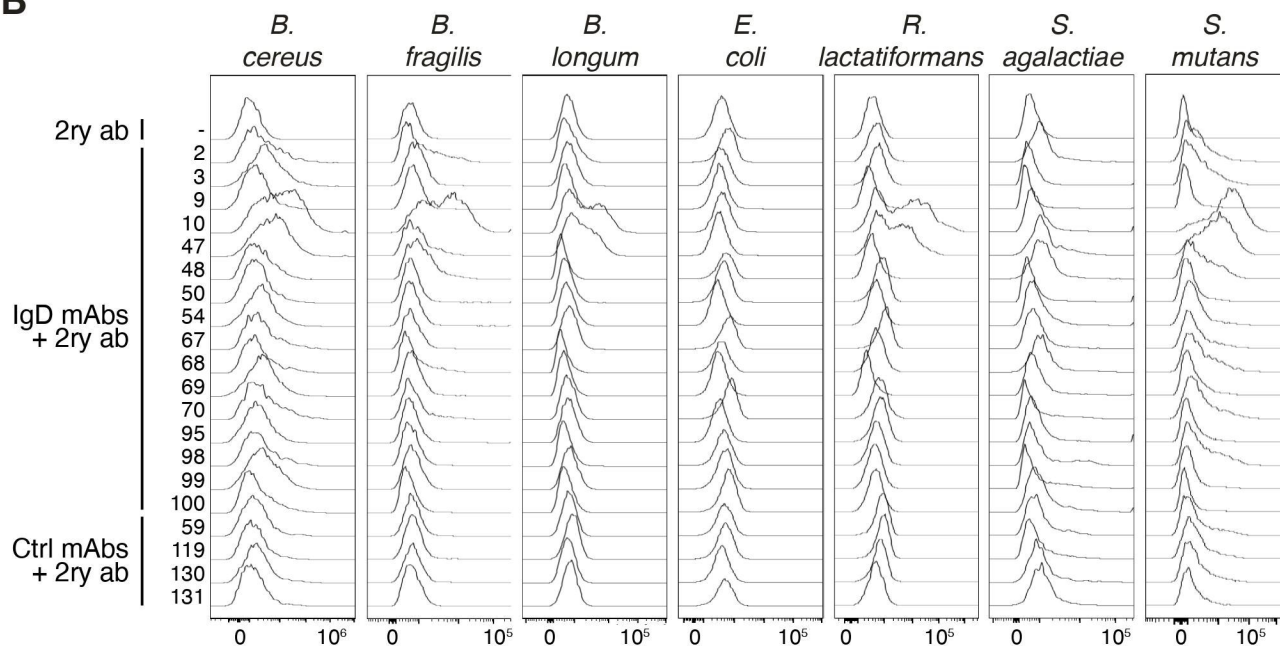 B
B. B. B. E. R. S. S.
cereus fragilis longum coli lactatiformans agalactiae mutans
2ry ab -
2
3
9
10
47
48
50
IgD mAbs 54
+ 2ry ab 67
68
69
70
95
98
99
100
59
Ctrl mAbs 119
+ 2ry ab 130
131
0 10⁶ 0 10⁵ 0 10⁵ 0 10⁵ 0 10⁵ 0 10⁵ 0 10⁵